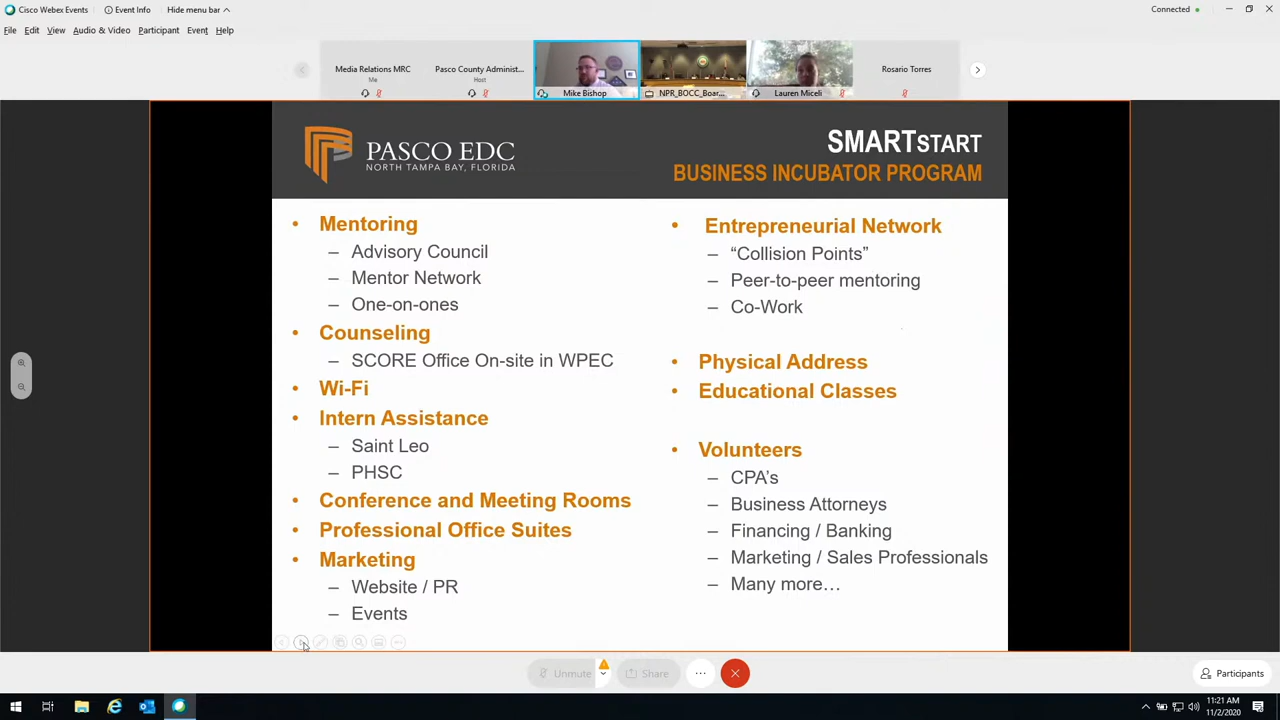 Cisco Webex Events
Event Info
Hide menu bar
Connected
File Edit View Audio & Video Participant Event Help
Media Relations MRC
Me
Pasco County Administ...
Host
Mike Bishop
NPR_BOCC_Boar...
Lauren Miceli
Rosario Torres
PASCO EDC
NORTH TAMPA BAY, FLORIDA
SMARTSTART
BUSINESS INCUBATOR PROGRAM
• Mentoring
– Advisory Council
– Mentor Network
– One-on-ones
• Counseling
– SCORE Office On-site in WPEC
• Wi-Fi
• Intern Assistance
– Saint Leo
– PHSC
• Conference and Meeting Rooms
• Professional Office Suites
• Marketing
– Website / PR
– Events
• Entrepreneurial Network
– “Collision Points”
– Peer-to-peer mentoring
– Co-Work
• Physical Address
• Educational Classes
• Volunteers
– CPA’s
– Business Attorneys
– Financing / Banking
– Marketing / Sales Professionals
– Many more…
Unmute
Share
Participants
11:21 AM
11/2/2020